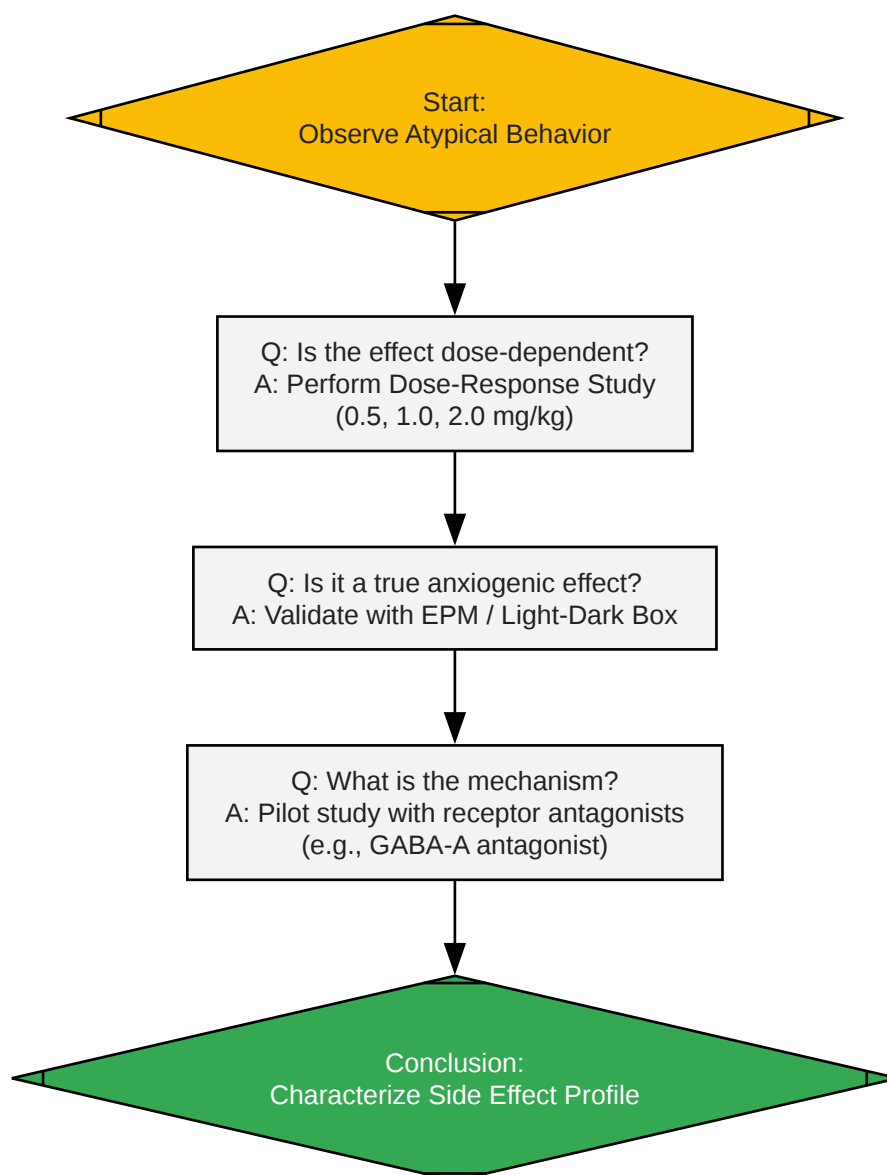 Start:
Observe Atypical Behavior
Q: Is the effect dose-dependent?
A: Perform Dose-Response Study
(0.5, 1.0, 2.0 mg/kg)
Q: Is it a true anxiogenic effect?
A: Validate with EPM / Light-Dark Box
Q: What is the mechanism?
A: Pilot study with receptor antagonists
(e.g., GABA-A antagonist)
Conclusion:
Characterize Side Effect Profile